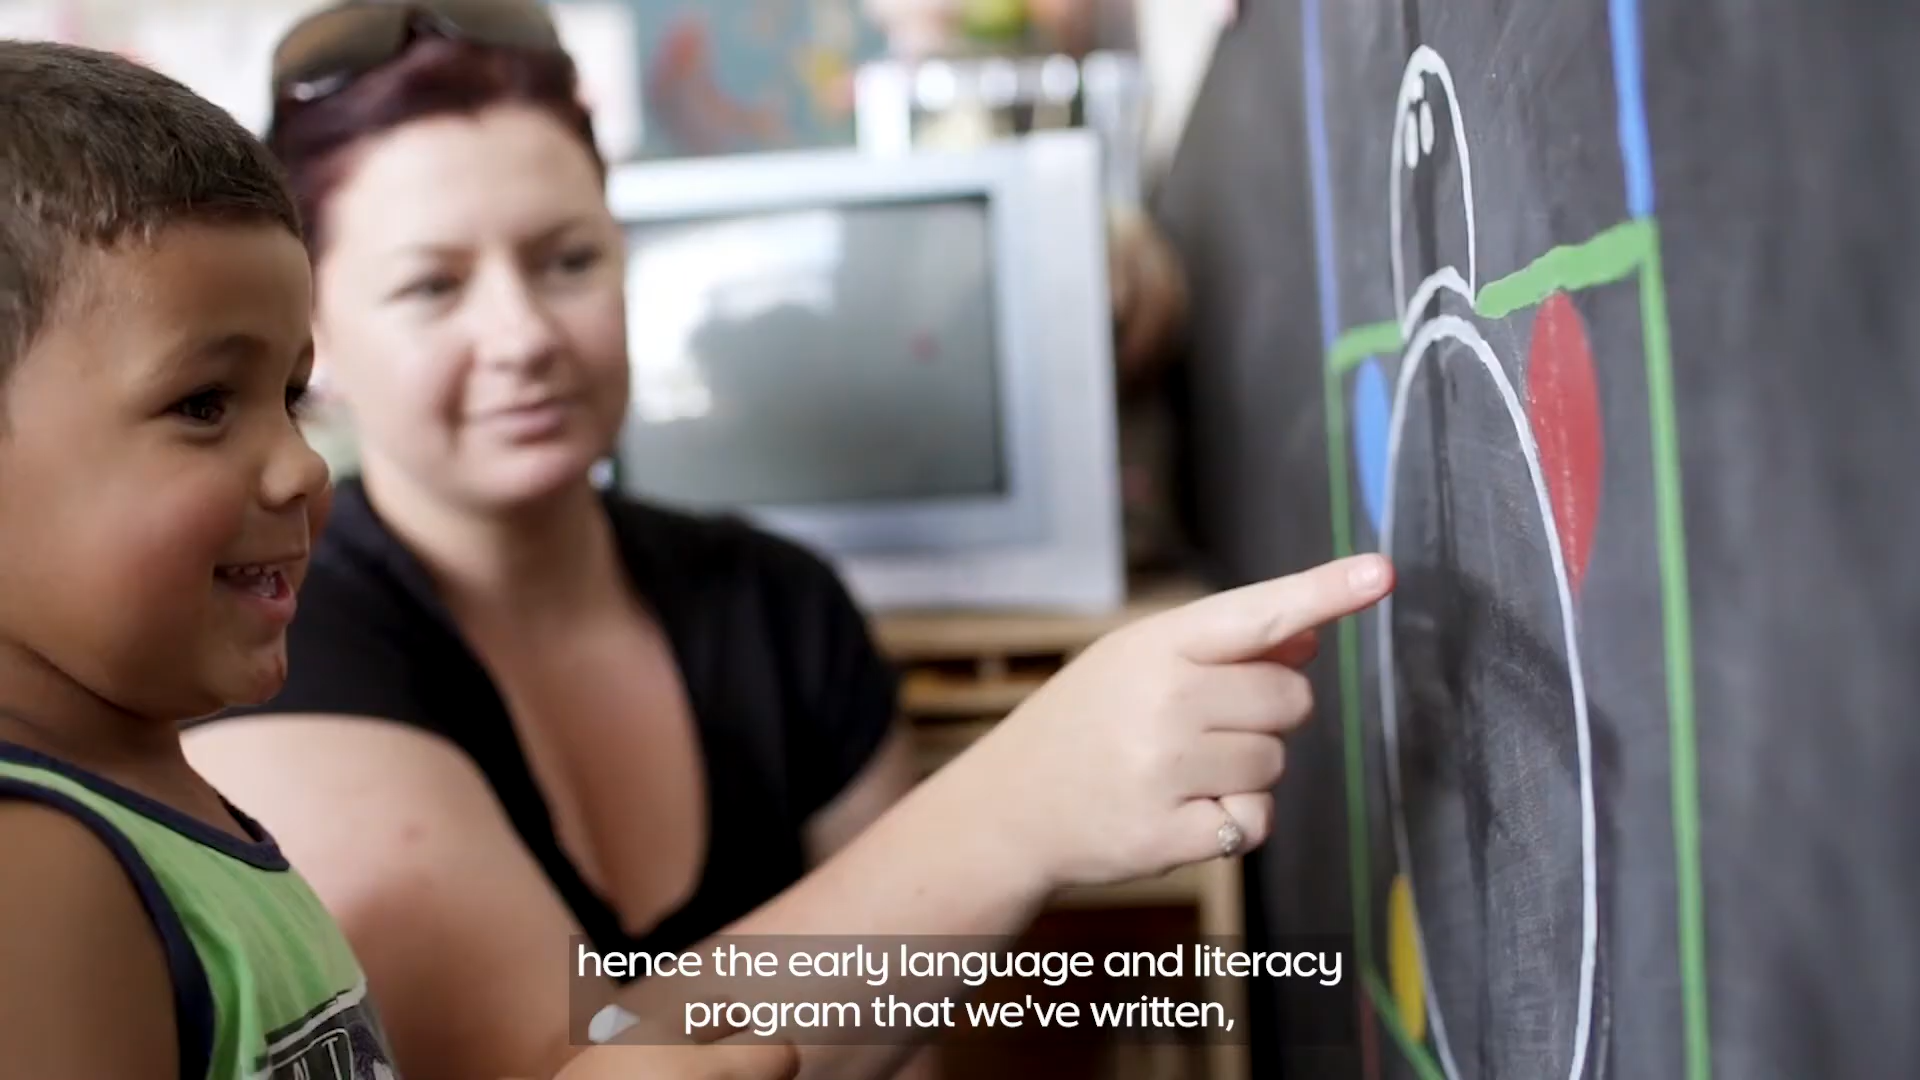 hence the early language and literacy
program that we've written,